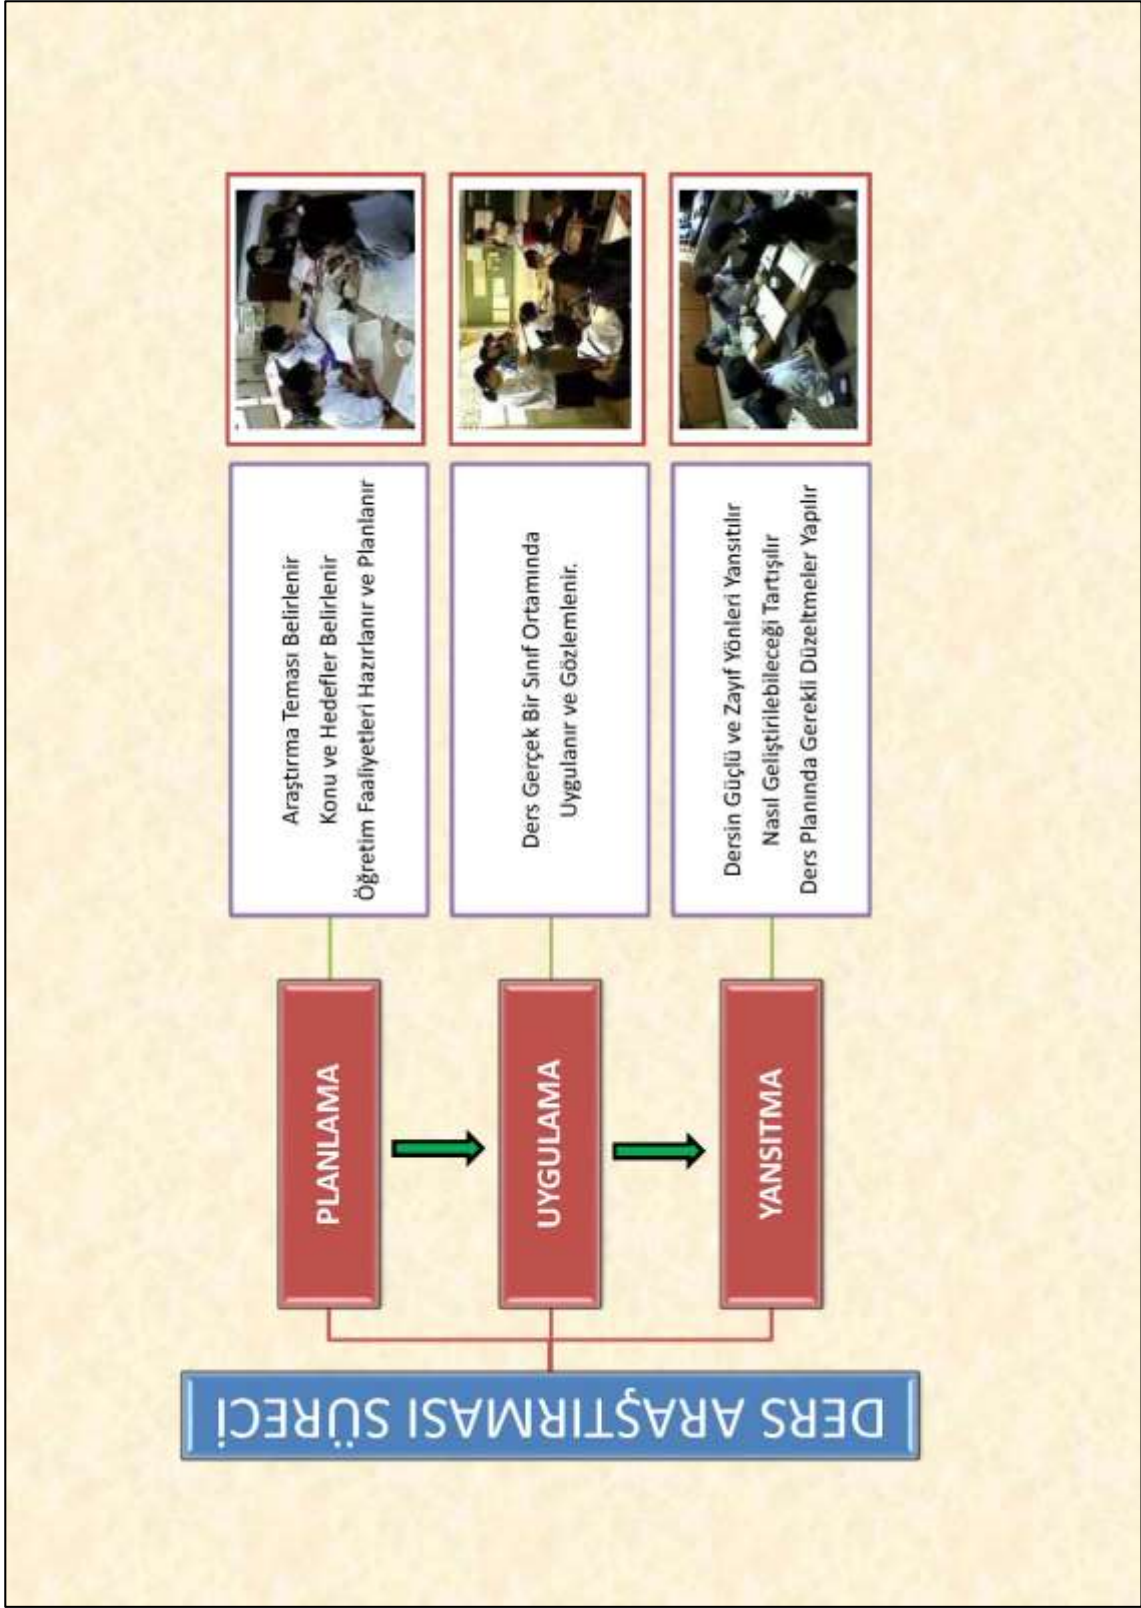 DERS ARAŞTIRMASI SÜRECİ
PLANLAMA
Araştırma Teması Belirlenir
Konu ve Hedefler Belirlenir
Öğretim Faaliyetleri Hazırlanır ve Planlanır
UYGULAMA
Ders Gerçek Bir Sınıf Ortamında
Uygulanır ve Gözlemlenir.
YANSITMA
Dersin Güçlü ve Zayıf Yönleri Yansıtılır
Nasıl Geliştirilebileceği Tartışılır
Ders Planında Gerekli Düzeltmeler Yapılır